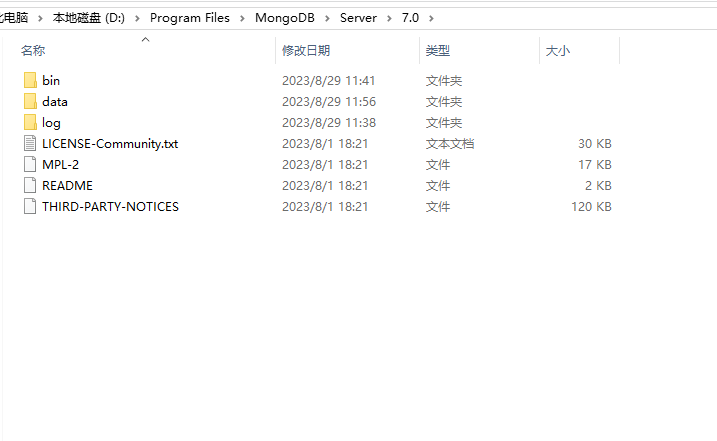 此电脑 > 本地磁盘 (D:) > Program Files > MongoDB > Server > 7.0 >
名称 修改日期 类型 大小
bin 2023/8/29 11:41 文件夹
data 2023/8/29 11:56 文件夹
log 2023/8/29 11:38 文件夹
LICENSE-Community.txt 2023/8/1 18:21 文本文档 30 KB
MPL-2 2023/8/1 18:21 文件 17 KB
README 2023/8/1 18:21 文件 2 KB
THIRD-PARTY-NOTICES 2023/8/1 18:21 文件 120 KB